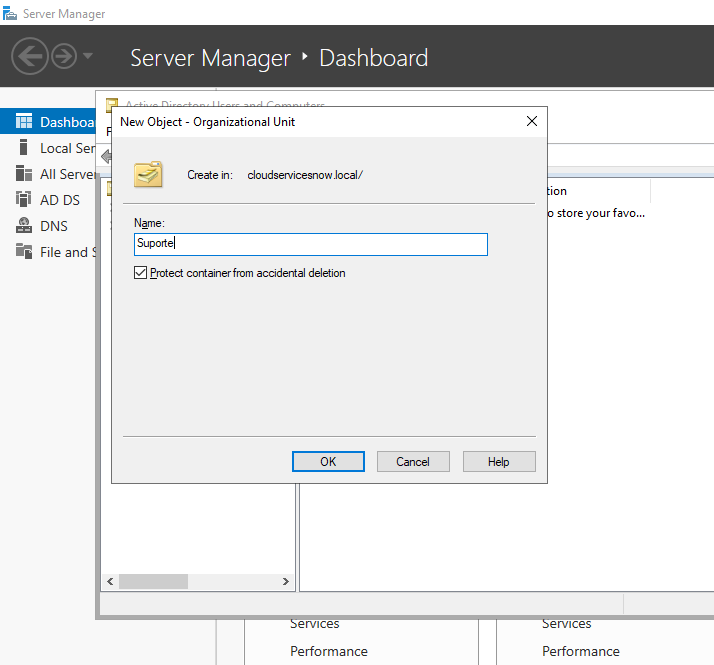 Server Manager
Server Manager ‣ Dashboard
Active Directory Users and Computers
New Object - Organizational Unit
Dashboa
Local Ser
All Server
AD DS
DNS
File and S
Create in: cloudservicesnow.local/
tion
o store your favo...
Name:
Suporte
Protect container from accidental deletion
OK
Cancel
Help
Services
Performance
Services
Performance